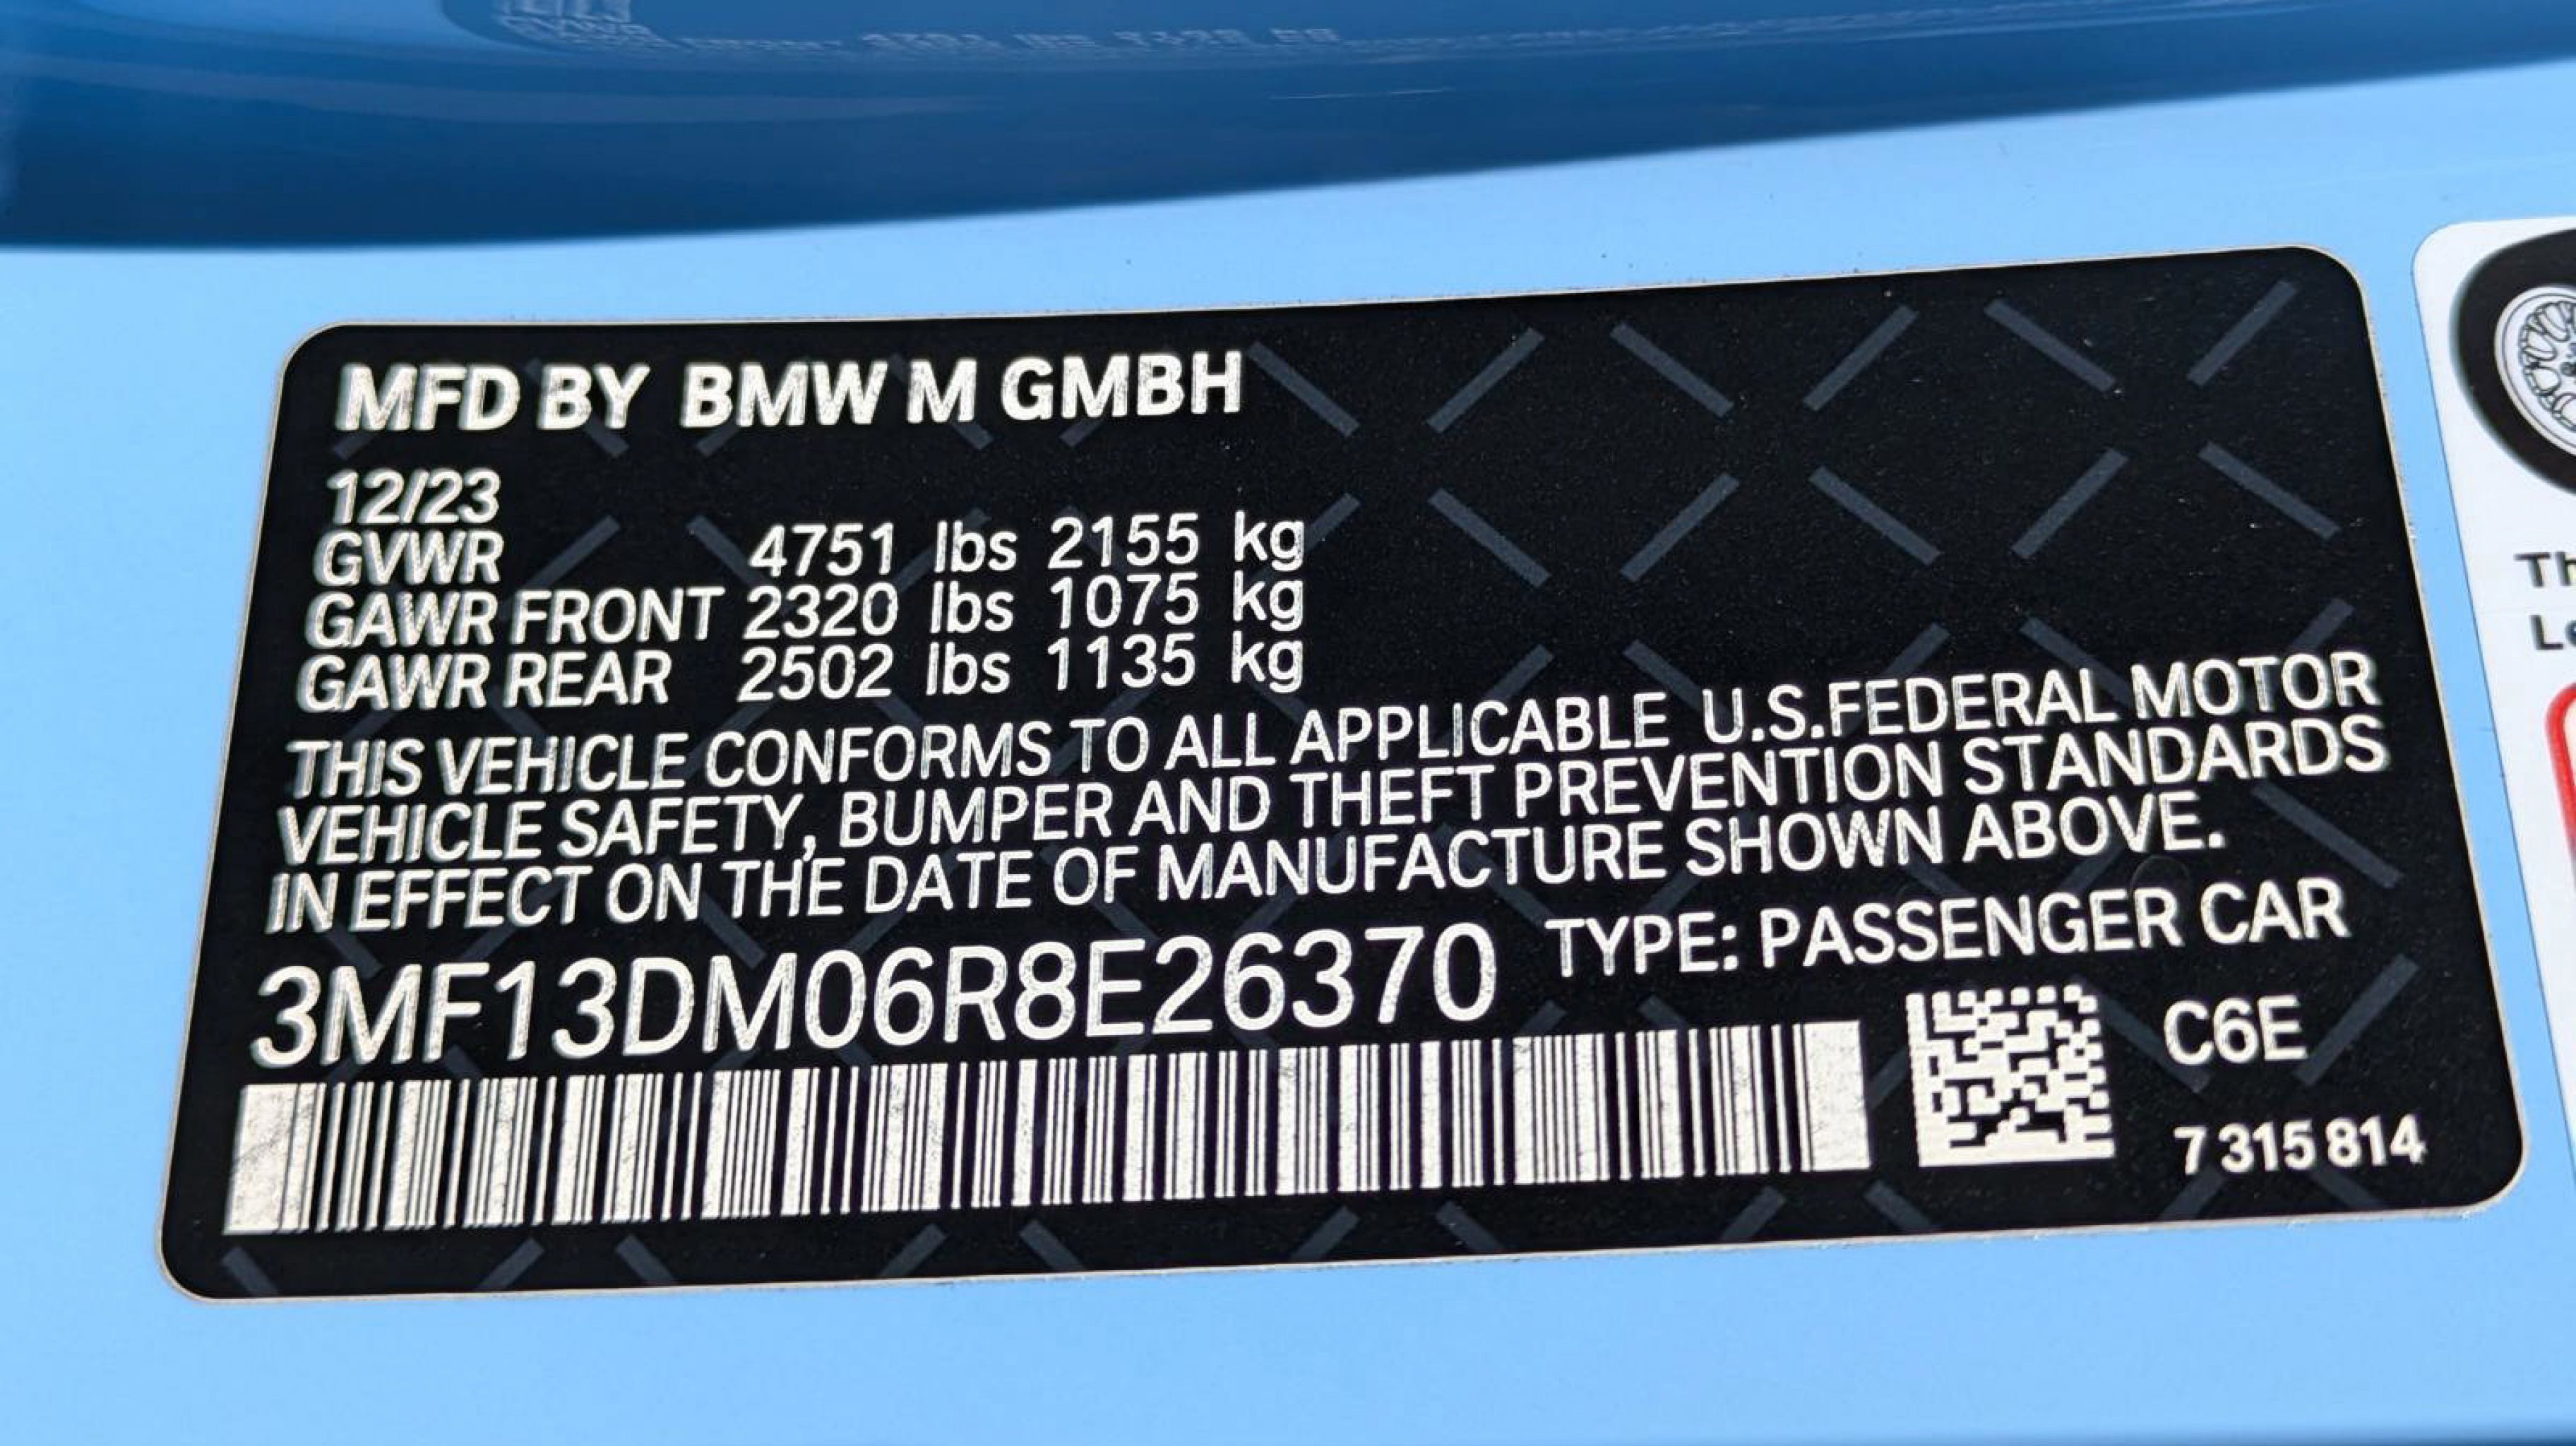 MFD BY BMW M GMBH
12/23
GVWR 4751 lbs 2155 kg
GAWR FRONT 2320 lbs 1075 kg
GAWR REAR 2502 lbs 1135 kg
THIS VEHICLE CONFORMS TO ALL APPLICABLE U.S.FEDERAL MOTOR
VEHICLE SAFETY, BUMPER AND THEFT PREVENTION STANDARDS
IN EFFECT ON THE DATE OF MANUFACTURE SHOWN ABOVE.
3MF13DM06R8E26370 TYPE: PASSENGER CAR
C6E
7 315 814